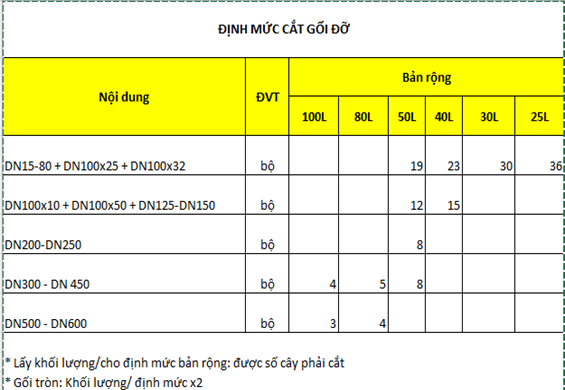 ĐỊNH MỨC CẮT GỐI ĐỠ
Nội dung ĐVT Bản rộng
100L 80L 50L 40L 30L 25L
DN15-80 + DN100x25 + DN100x32 bộ 19 23 30 36
DN100x10 + DN100x50 + DN125-DN150 bộ 12 15
DN200-DN250 bộ 8
DN300 - DN 450 bộ 4 5 8
DN500 - DN600 bộ 3 4
* Lấy khối lượng/cho định mức bản rộng: được số cây phải cắt
* Gối tròn: Khối lượng/ định mức x2